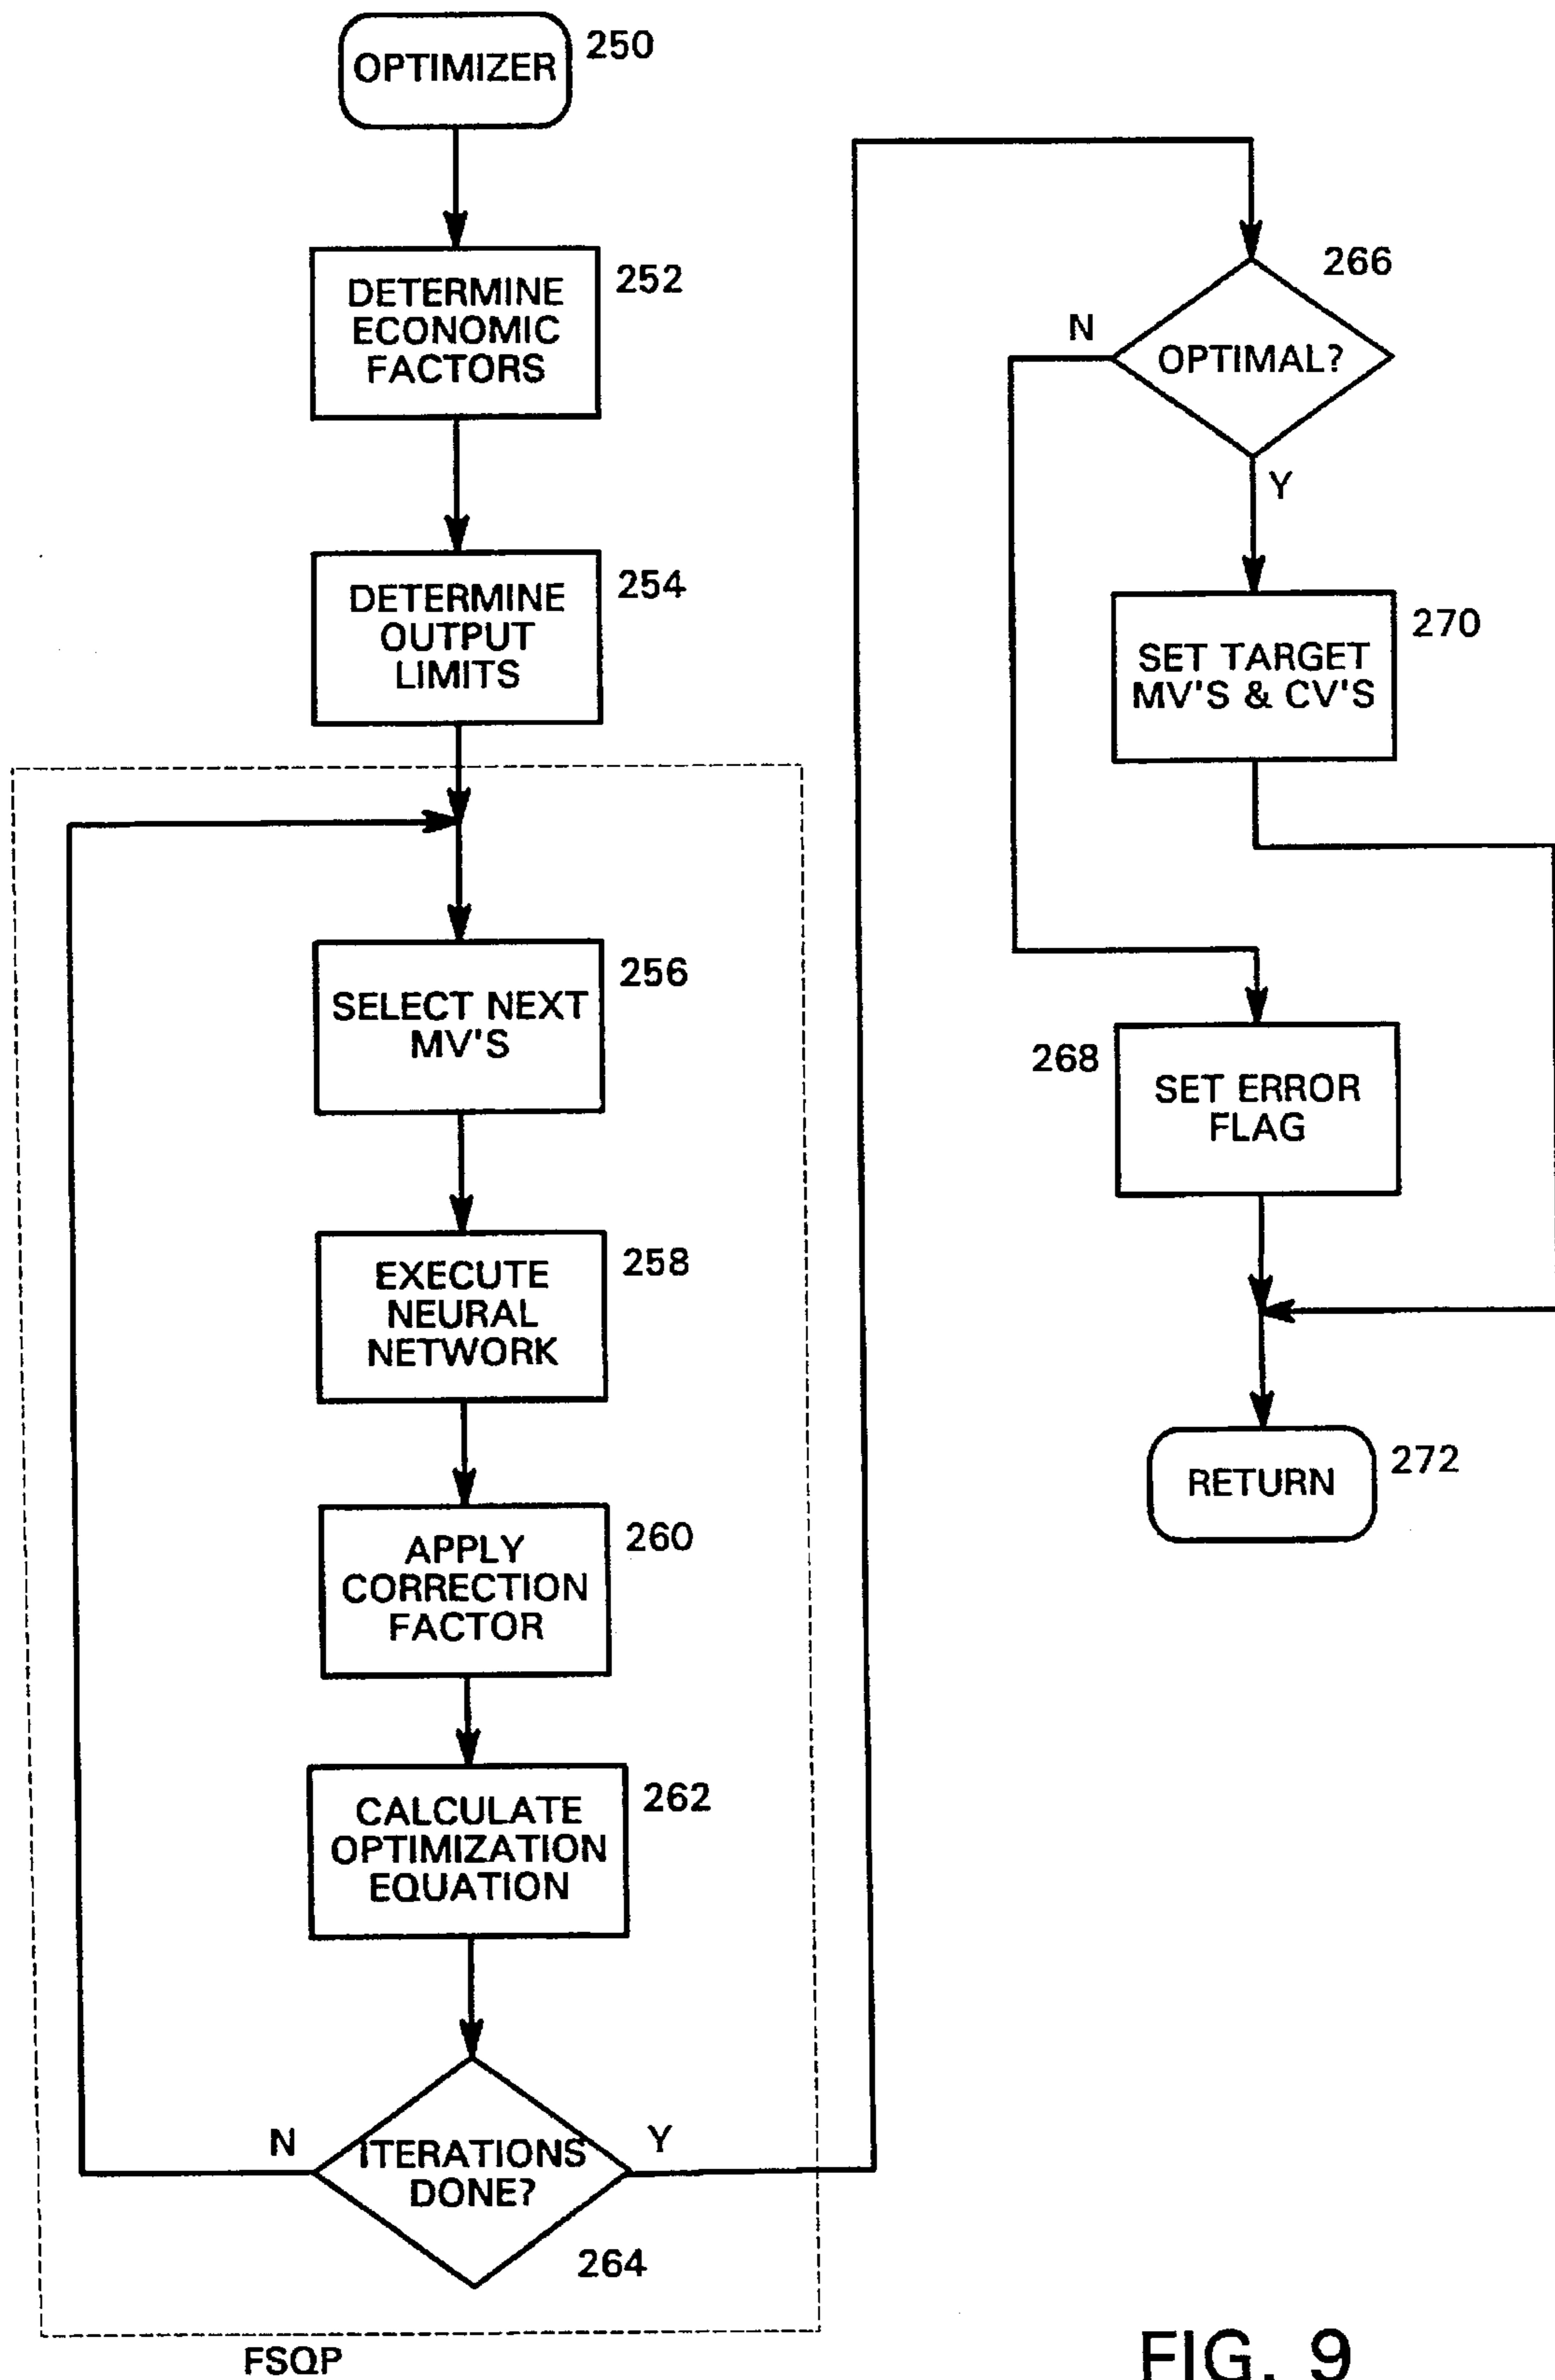 OPTIMIZER
250
DETERMINE
ECONOMIC
FACTORS
252
DETERMINE
OUTPUT
LIMITS
254
SELECT NEXT
MV'S
256
EXECUTE
NEURAL
NETWORK
258
APPLY
CORRECTION
FACTOR
260
CALCULATE
OPTIMIZATION
EQUATION
262
ITERATIONS
DONE?
N
Y
264
FSQP
266
OPTIMAL?
N
Y
SET TARGET
MV'S & CV'S
270
268
SET ERROR
FLAG
RETURN
272
FIG. 9